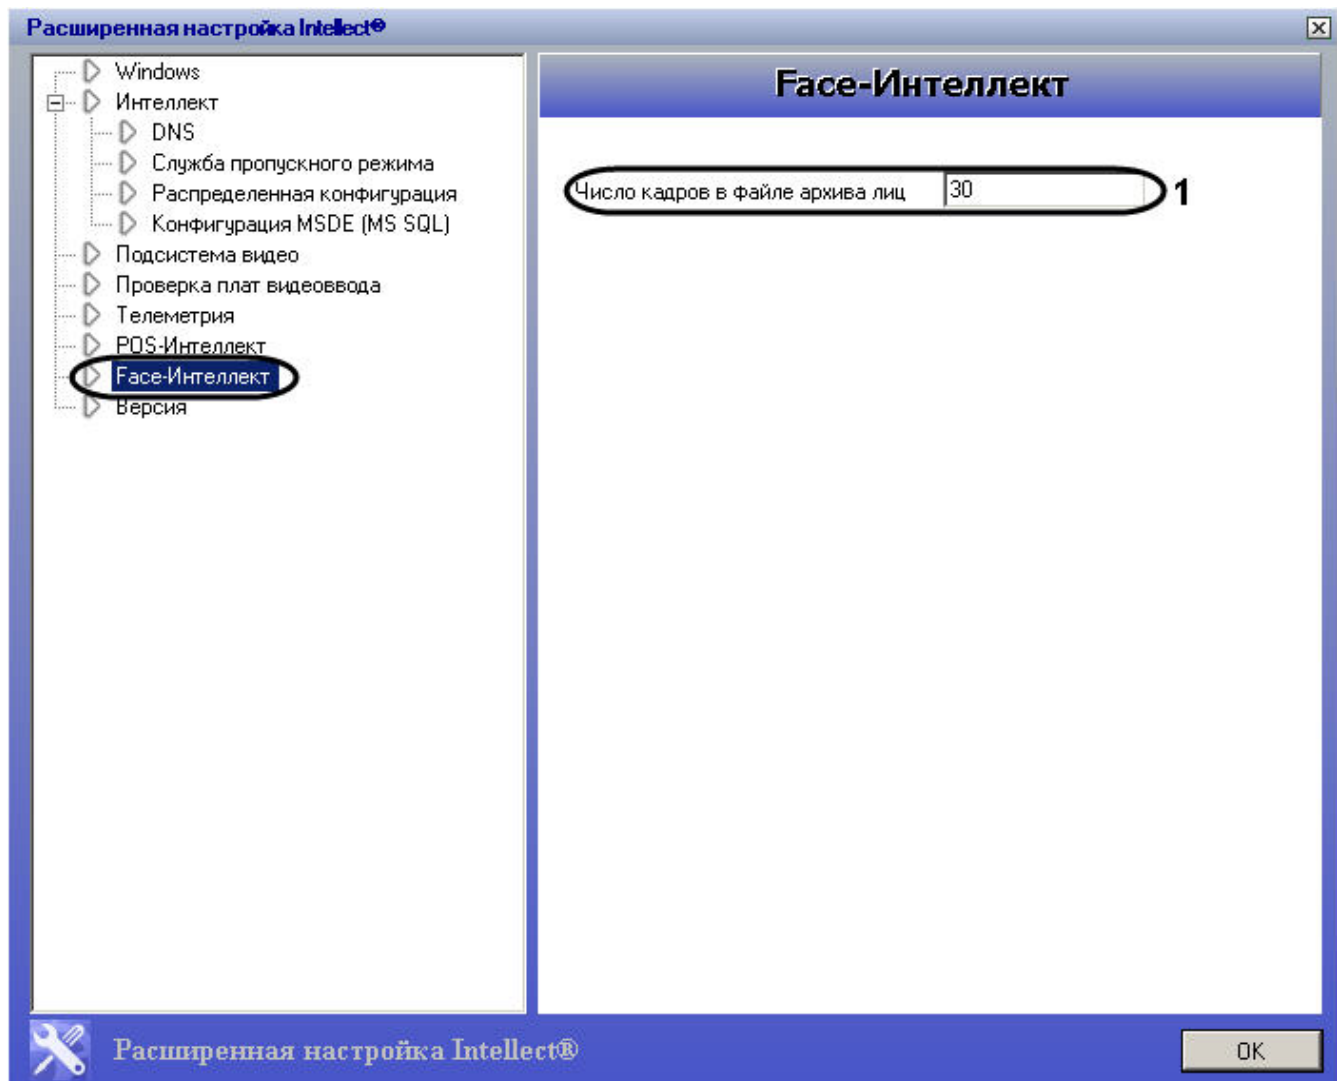 Расширенная настройка Intellect®
Windows
Интеллект
DNS
Служба пропускного режима
Распределенная конфигурация
Конфигурация MSDE (MS SQL)
Подсистема видео
Проверка плат видеоввода
Телеметрия
POS-Интеллект
Face-Интеллект
Версия
Face-Интеллект
Число кадров в файле архива лиц 30 1
Расширенная настройка Intellect®
OK